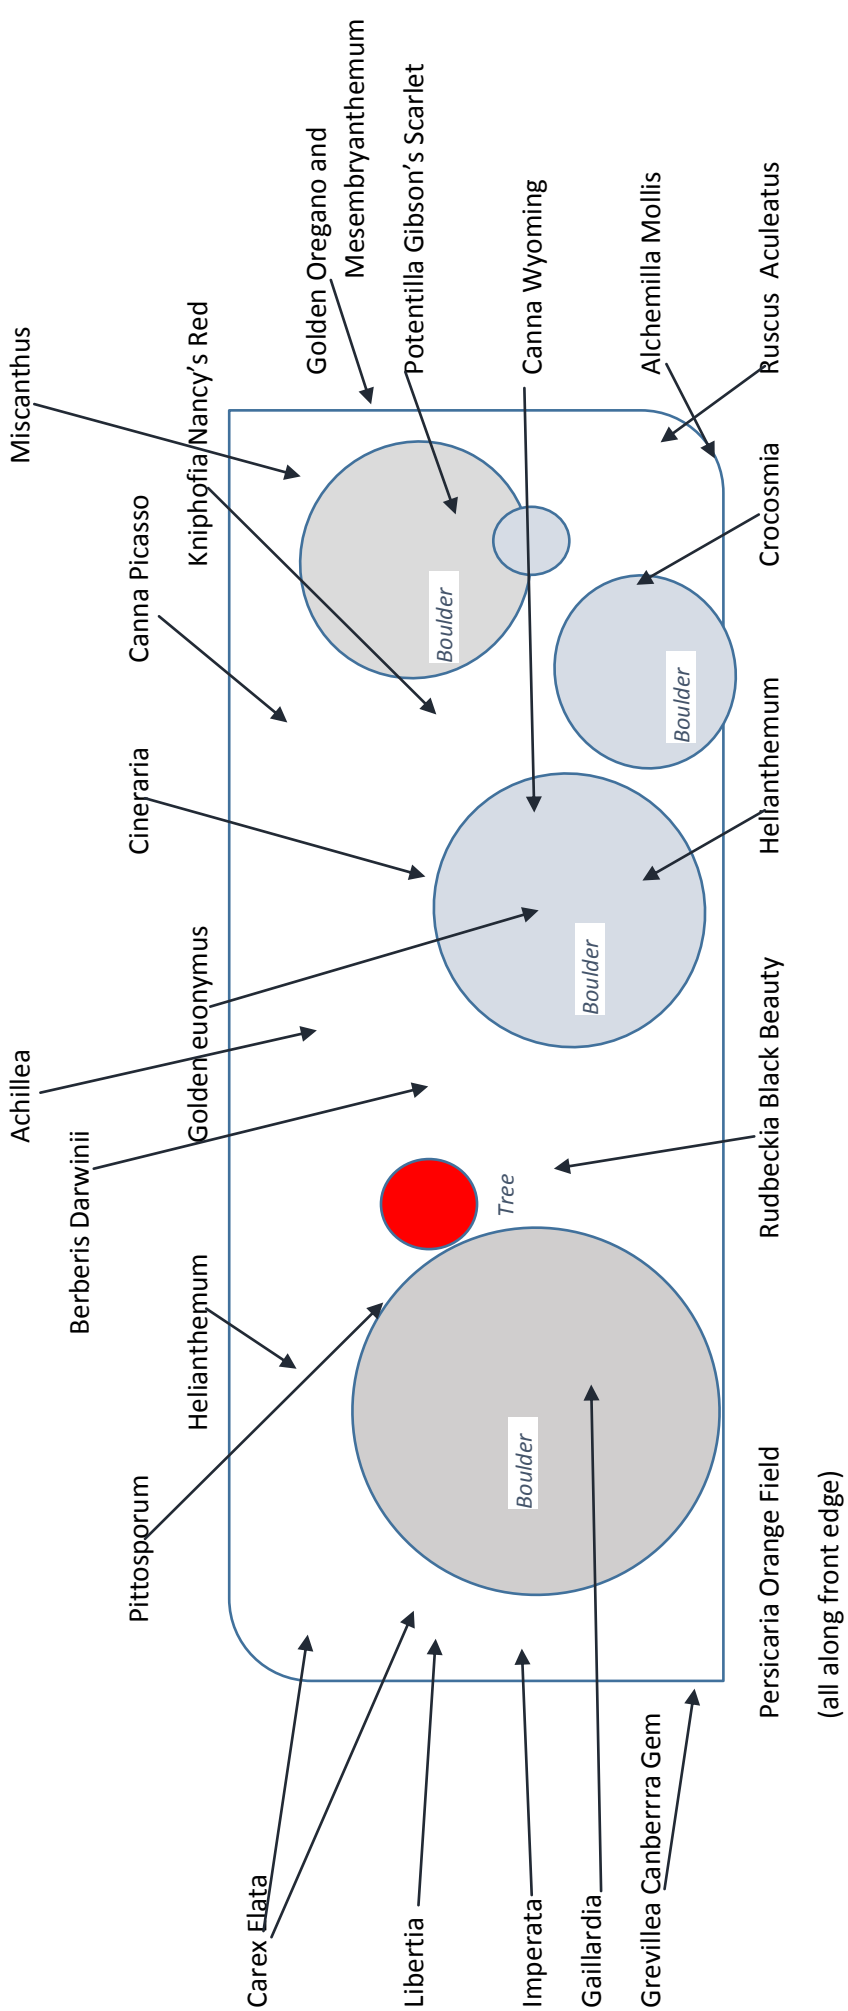 Achillea
Miscanthus
Berberis Darwinii
Pittosporum
Cineraria
Canna Picasso
Helianthemum
Golden euonymus
Kniphofia Nancy’s Red
Carex Elata
Golden Oregano and
Mesembryanthemum
Libertia
Potentilla Gibson’s Scarlet
Boulder
Tree
Boulder
Imperata
Canna Wyoming
Gaillardia
Boulder
Grevillea Canberrra Gem
Alchemilla Mollis
Boulder
Persicaria Orange Field
Rudbeckia Black Beauty
Helianthemum
Crocosmia
Ruscus Aculeatus
(all along front edge)